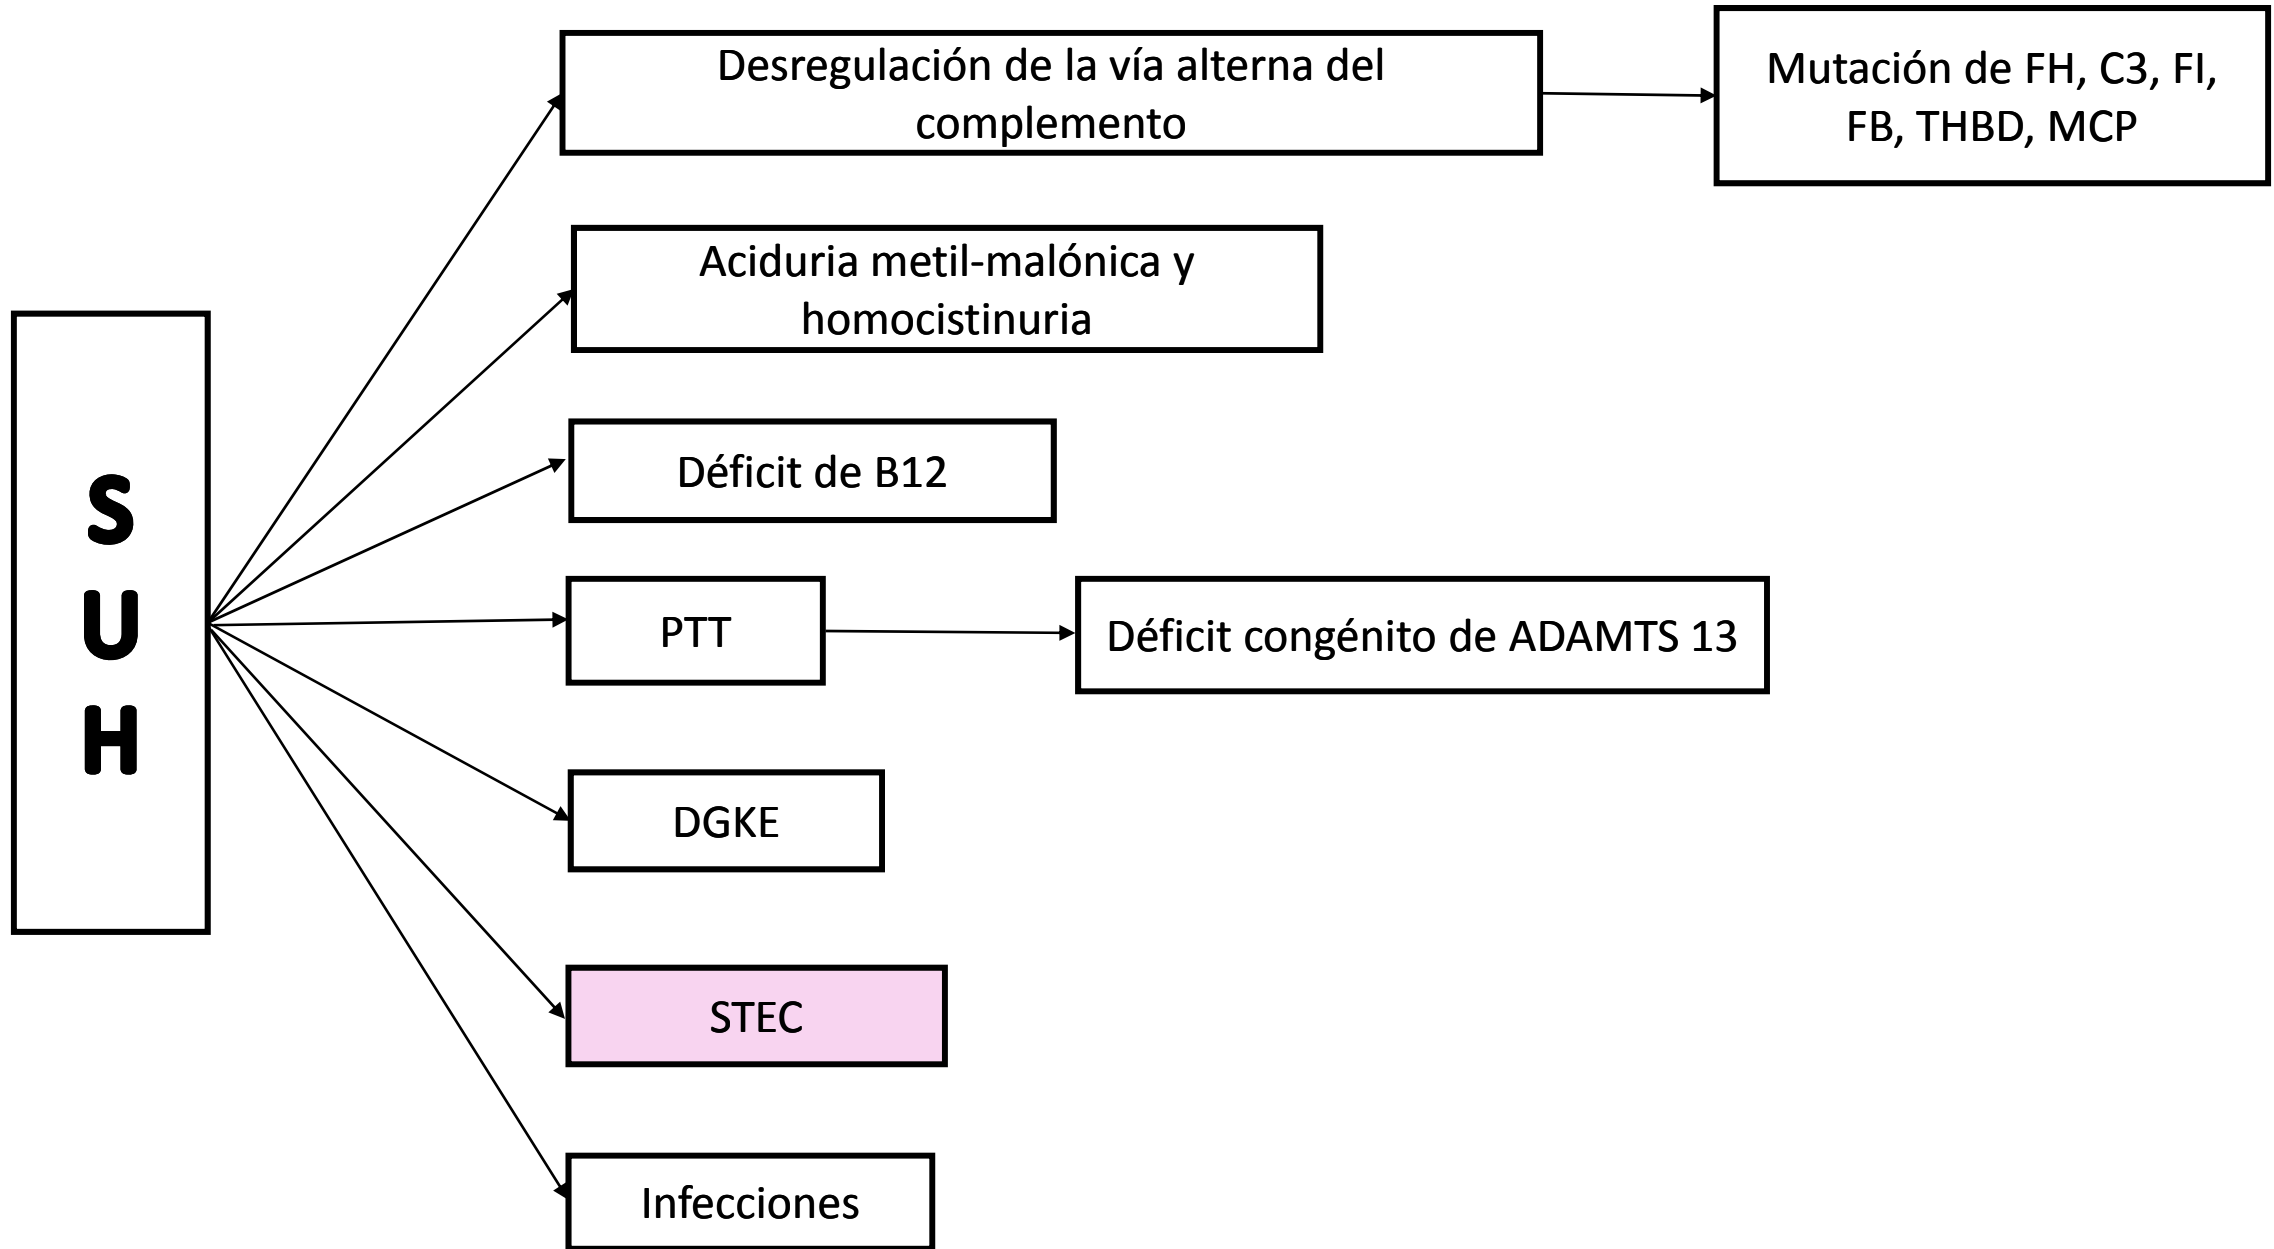 S
U
H
Desregulación de la vía alterna del
complemento
Mutación de FH, C3, FI,
FB, THBD, MCP
Aciduria metil-malónica y
homocistinuria
Déficit de B12
PTT
Déficit congénito de ADAMTS 13
DGKE
STEC
Infecciones